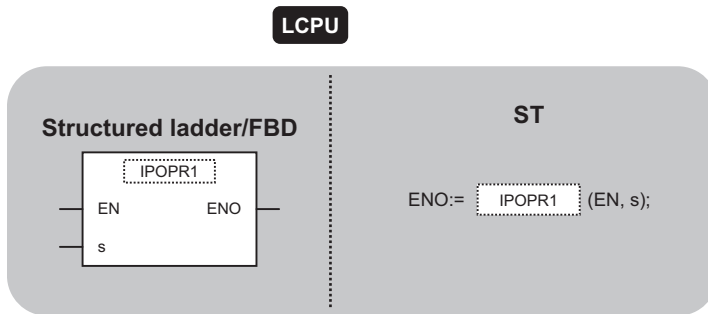 LCPU
Structured ladder/FBD
IPOPR1
EN ENO
s
ST
ENO:= IPOPR1 (EN, s);